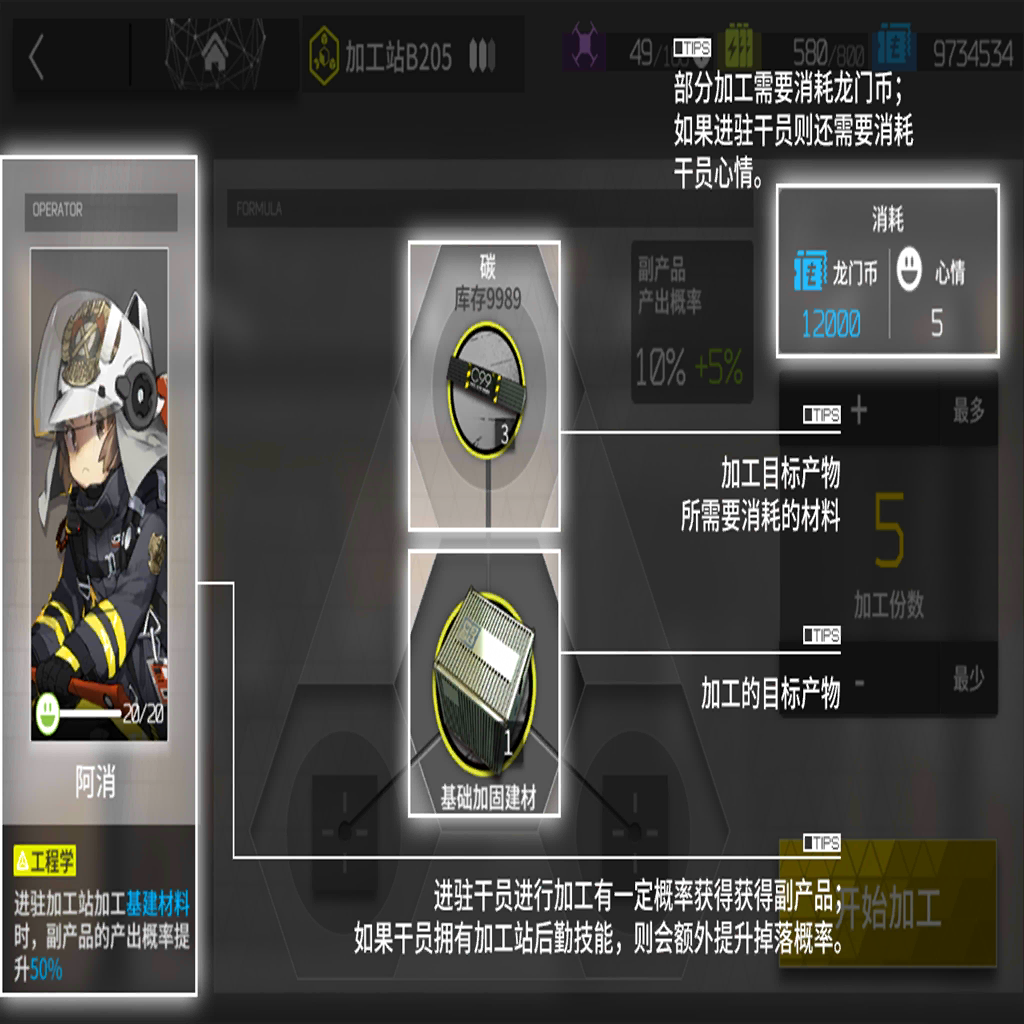 加工站B205
580/800
9734534
TIPS
部分加工需要消耗龙门币；
如果进驻干员则还需要消耗
干员心情。
OPERATOR
FORMULA
消耗
龙门币
心情
12000
5
碳
库存9989
C99
3
副产品
产出概率
10% +5%
TIPS
+
最多
加工目标产物
所需要消耗的材料
5
加工份数
TIPS
加工的目标产物
-
最少
1
基础加固建材
20/20
阿消
工程学
进驻加工站加工基建材料
时，副产品的产出概率提
升50%
TIPS
进驻干员进行加工有一定概率获得获得副产品；
如果干员拥有加工站后勤技能，则会额外提升掉落概率。
开始加工